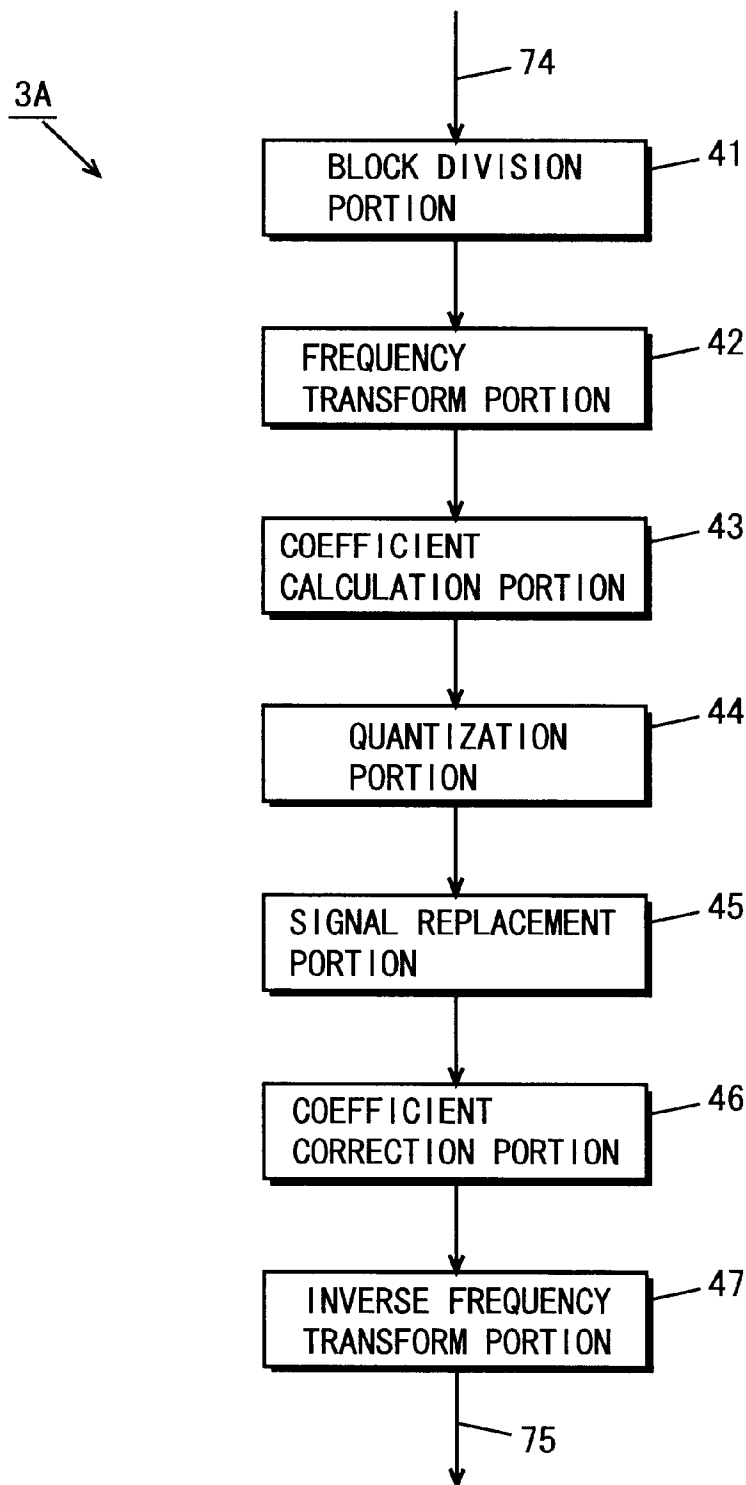 74
3A
41
BLOCK DIVISION
PORTION
42
FREQUENCY
TRANSFORM PORTION
43
COEFFICIENT
CALCULATION PORTION
44
QUANTIZATION
PORTION
45
SIGNAL REPLACEMENT
PORTION
46
COEFFICIENT
CORRECTION PORTION
47
INVERSE FREQUENCY
TRANSFORM PORTION
75